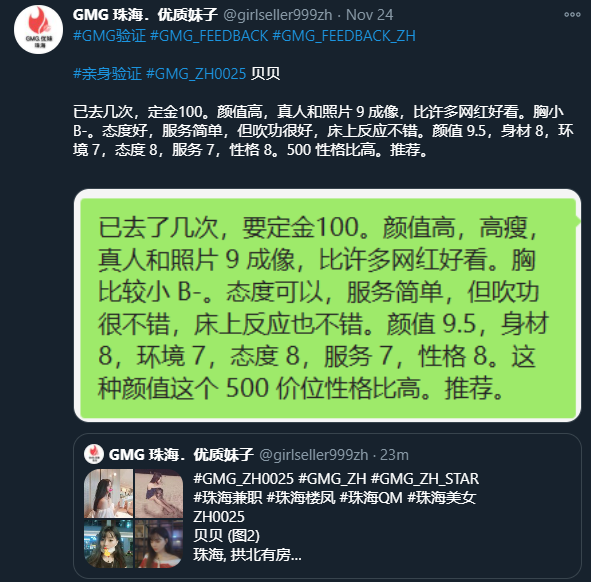 GMG 珠海．优质妹子 @girlseller999zh · Nov 24
#GMG验证 #GMG_FEEDBACK #GMG_FEEDBACK_ZH
#亲身验证 #GMG_ZH0025 贝贝
已去几次，定金100。颜值高，真人和照片 9 成像，比许多网红好看。胸小
B-。态度好，服务简单，但吹功很好，床上反应不错。颜值 9.5，身材 8，环
境 7，态度 8，服务 7，性格 8。500 性格比高。推荐。
已去了几次，要定金100。颜值高，高瘦，
真人和照片 9 成像，比许多网红好看。胸
比较小 B-。态度可以，服务简单，但吹功
很不错，床上反应也不错。颜值 9.5，身材
8，环境 7，态度 8，服务 7，性格 8。这
种颜值这个 500 价位性格比高。推荐。
GMG 珠海．优质妹子 @girlseller999zh · 23m
#GMG_ZH0025 #GMG_ZH #GMG_ZH_STAR
#珠海兼职 #珠海楼凤 #珠海QM #珠海美女
ZH0025
贝贝 (图2)
珠海, 拱北有房...